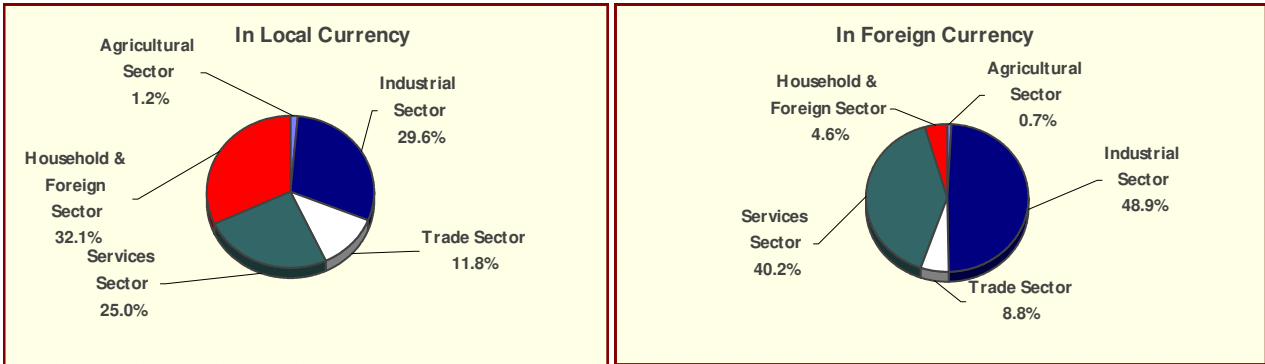 In Local Currency
Agricultural
Sector
1.2%
Industrial
Sector
29.6%
Household &
Foreign
Sector
32.1%
Services
Sector
25.0%
Trade Sector
11.8%
In Foreign Currency
Household &
Foreign Sector
4.6%
Agricultural
Sector
0.7%
Industrial
Sector
48.9%
Services
Sector
40.2%
Trade Sector
8.8%